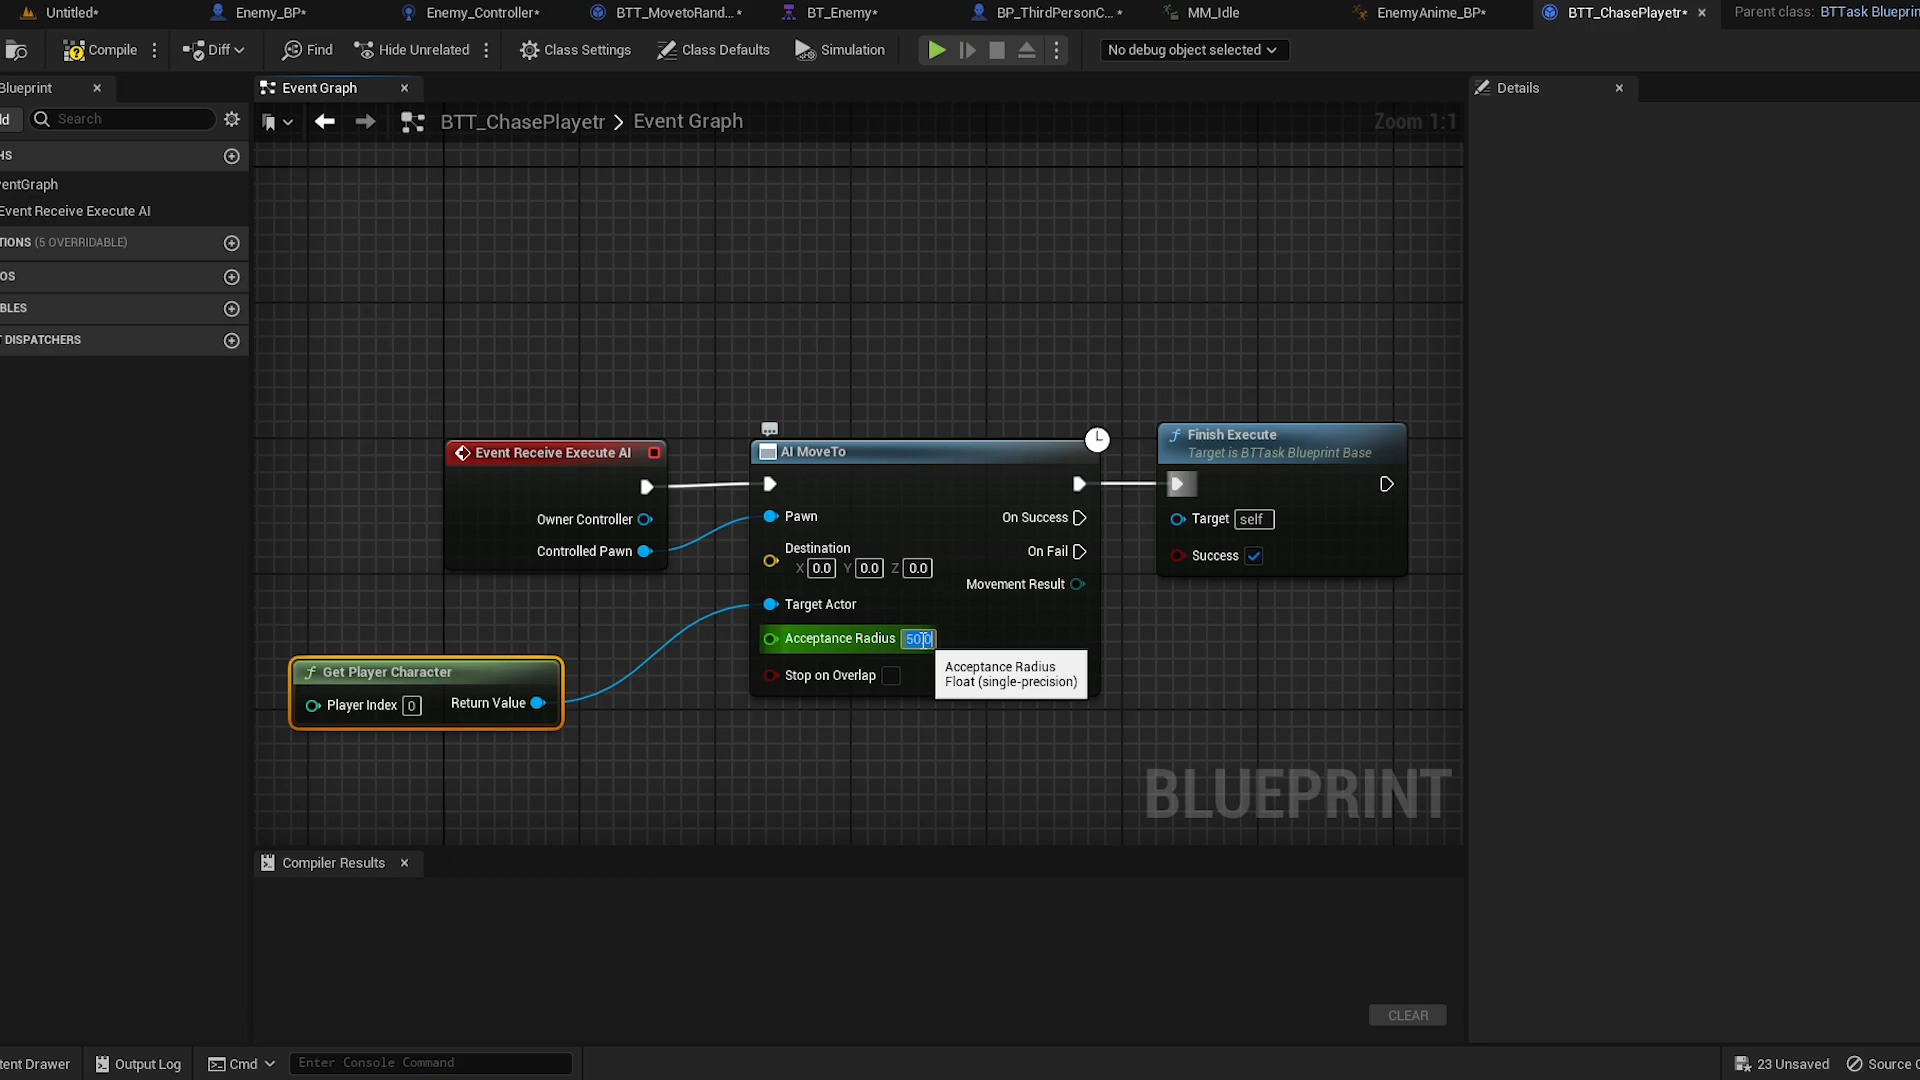 Untitled*
Enemy_BP*
Enemy_Controller*
BTT_MovetoRand...*
BT_Enemy*
BP_ThirdPersonC...*
MM_Idle
EnemyAnime_BP*
BTT_ChasePlayetr*
Parent class: BTTask Blueprin
Compile
Diff
Find
Hide Unrelated
Class Settings
Class Defaults
Simulation
No debug object selected
Blueprint
Event Graph
Details
Search
BTT_ChasePlayetr > Event Graph
Zoom 1:1
HS
entGraph
Event Receive Execute AI
TIONS (5 OVERRIDABLE)
OS
BLES
T DISPATCHERS
Event Receive Execute AI
Owner Controller
Controlled Pawn
AI MoveTo
Pawn
On Success
Destination
X 0.0 Y 0.0 Z 0.0
On Fail
Movement Result
Target Actor
Acceptance Radius
Stop on Overlap
Acceptance Radius
Float (single-precision)
Finish Execute
Target is BTTask Blueprint Base
Target self
Success
Get Player Character
Player Index 0
Return Value
BLUEPRINT
Compiler Results
CLEAR
tent Drawer
Output Log
Cmd
Enter Console Command
23 Unsaved
Source C